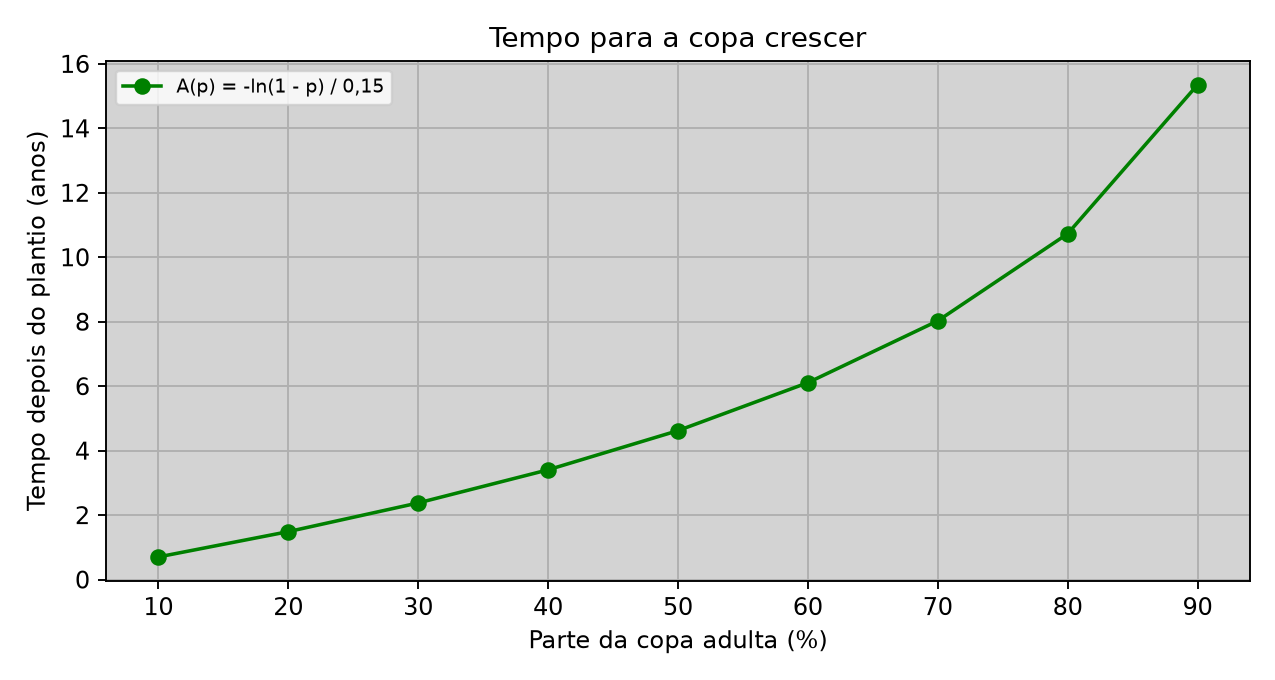 Tempo para a copa crescer
A(p) = -ln(1 - p) / 0,15
Tempo depois do plantio (anos)
16
14
12
10
8
6
4
2
0
10 20 30 40 50 60 70 80 90
Parte da copa adulta (%)